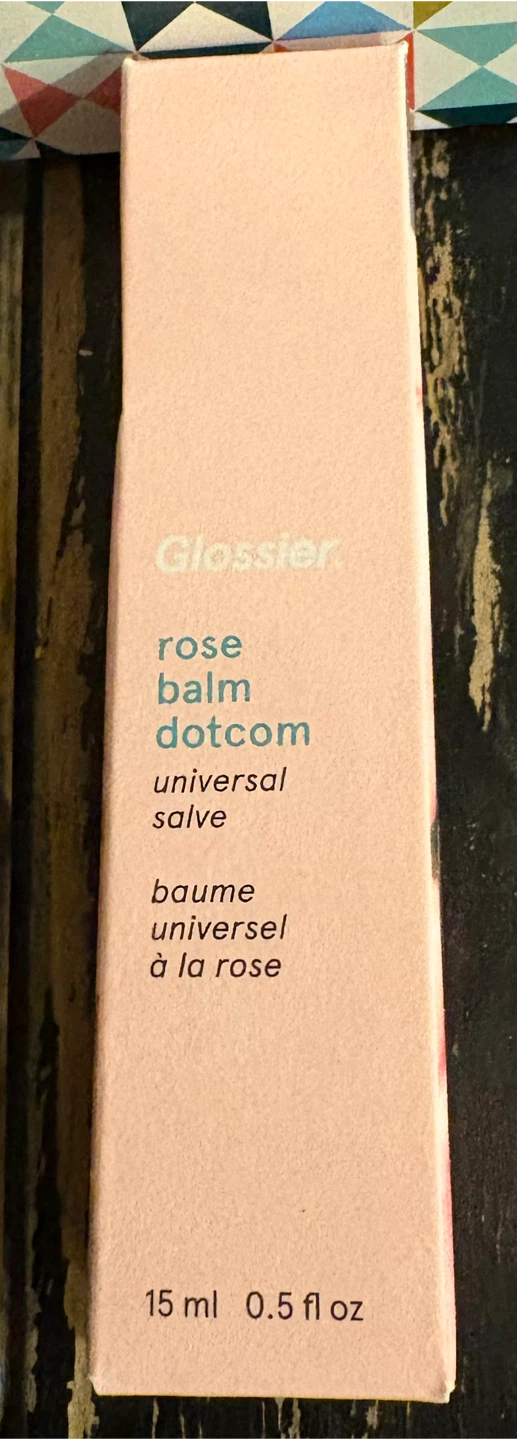 Glossier.
rose
balm
dotcom
universal
salve
baume
universel
à la rose
15 ml 0.5 fl oz